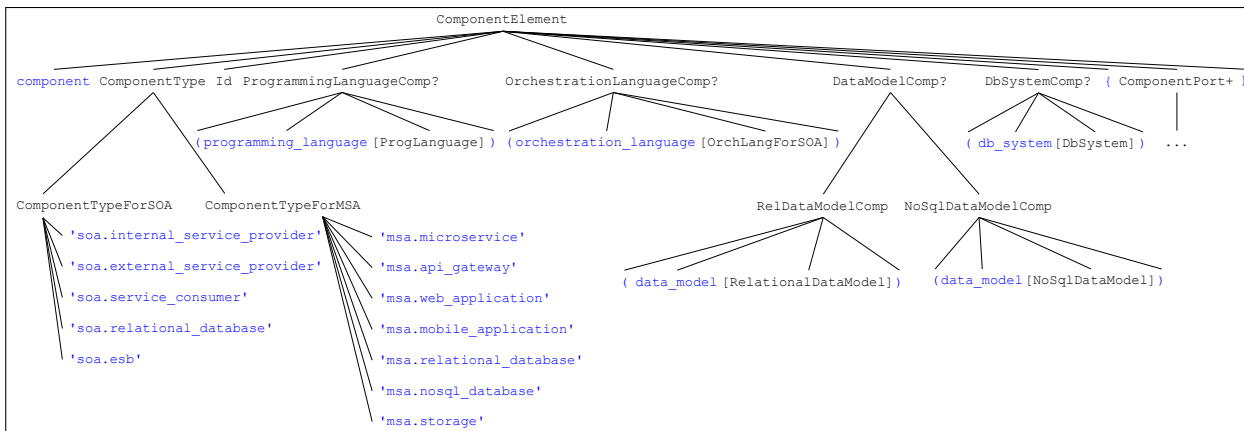 ComponentElement
component ComponentType Id ProgrammingLanguageComp? OrchestrationLanguageComp? DataModelComp? DbSystemComp? { ComponentPort+ }
(programming_language[ProgLanguage]) (orchestration_language[OrchLangForSOA]) (db_system[DbSystem]) ...
ComponentTypeForSOA ComponentTypeForMSA RelDataModelComp NoSqlDataModelComp
'soa.internal_service_provider'
'soa.external_service_provider'
'soa.service_consumer'
'soa.relational_database'
'soa.esb'
'msa.microservice'
'msa.api_gateway'
'msa.web_application'
'msa.mobile_application'
'msa.relational_database'
'msa.nosql_database'
'msa.storage'
( data_model [RelationalDataModel]) (data_model[NoSqlDataModel])